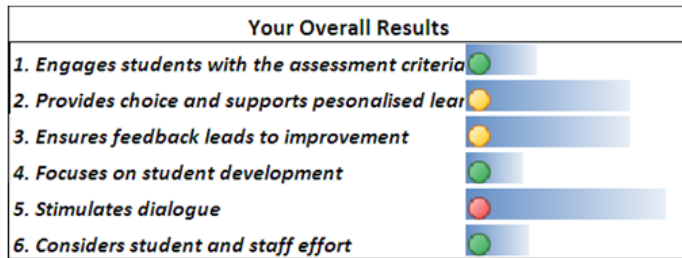 Your Overall Results
1. Engages students with the assessment criteria
2. Provides choice and supports pesonalised lear
3. Ensures feedback leads to improvement
4. Focuses on student development
5. Stimulates dialogue
6. Considers student and staff effort